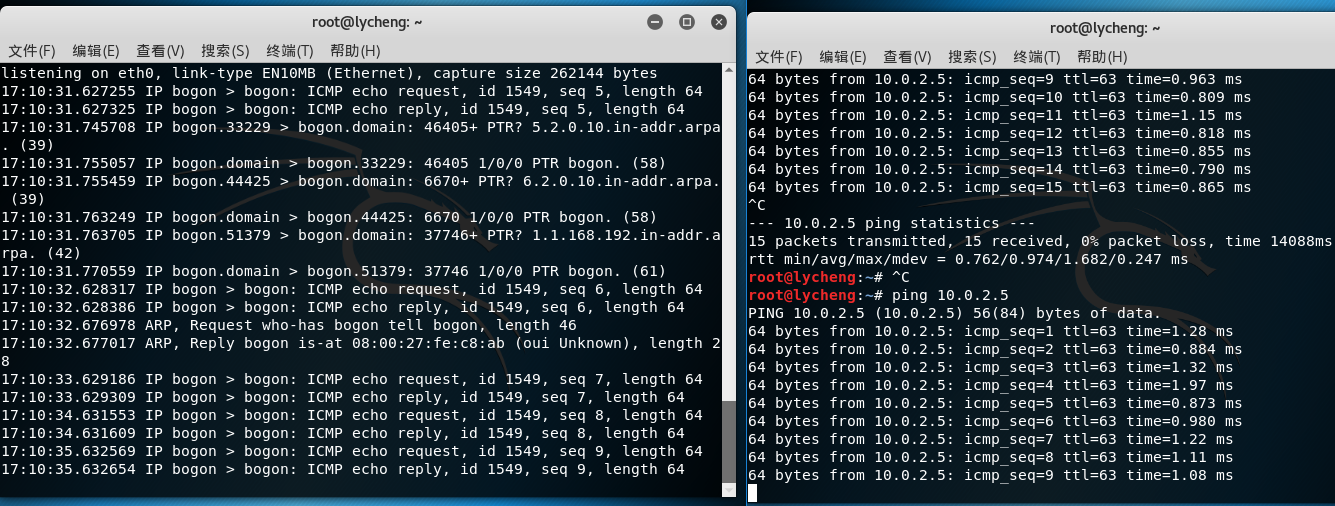 root@lycheng: ~
文件(F) 编辑(E) 查看(V) 搜索(S) 终端(T) 帮助(H)
listening on eth0, link-type EN10MB (Ethernet), capture size 262144 bytes
17:10:31.627255 IP bogon > bogon: ICMP echo request, id 1549, seq 5, length 64
17:10:31.627325 IP bogon > bogon: ICMP echo reply, id 1549, seq 5, length 64
17:10:31.745708 IP bogon.33229 > bogon.domain: 46405+ PTR? 5.2.0.10.in-addr.arpa
. (39)
17:10:31.755057 IP bogon.domain > bogon.33229: 46405 1/0/0 PTR bogon. (58)
17:10:31.755459 IP bogon.44425 > bogon.domain: 6670+ PTR? 6.2.0.10.in-addr.arpa.
(39)
17:10:31.763249 IP bogon.domain > bogon.44425: 6670 1/0/0 PTR bogon. (58)
17:10:31.763705 IP bogon.51379 > bogon.domain: 37746+ PTR? 1.1.168.192.in-addr.a
rpa. (42)
17:10:31.770559 IP bogon.domain > bogon.51379: 37746 1/0/0 PTR bogon. (61)
17:10:32.628317 IP bogon > bogon: ICMP echo request, id 1549, seq 6, length 64
17:10:32.628386 IP bogon > bogon: ICMP echo reply, id 1549, seq 6, length 64
17:10:32.676978 ARP, Request who-has bogon tell bogon, length 46
17:10:32.677017 ARP, Reply bogon is-at 08:00:27:fe:c8:ab (oui Unknown), length 2
8
17:10:33.629186 IP bogon > bogon: ICMP echo request, id 1549, seq 7, length 64
17:10:33.629309 IP bogon > bogon: ICMP echo reply, id 1549, seq 7, length 64
17:10:34.631553 IP bogon > bogon: ICMP echo request, id 1549, seq 8, length 64
17:10:34.631609 IP bogon > bogon: ICMP echo reply, id 1549, seq 8, length 64
17:10:35.632569 IP bogon > bogon: ICMP echo request, id 1549, seq 9, length 64
17:10:35.632654 IP bogon > bogon: ICMP echo reply, id 1549, seq 9, length 64
root@lycheng: ~
文件(F) 编辑(E) 查看(V) 搜索(S) 终端(T) 帮助(H)
64 bytes from 10.0.2.5: icmp_seq=9 ttl=63 time=0.963 ms
64 bytes from 10.0.2.5: icmp_seq=10 ttl=63 time=0.809 ms
64 bytes from 10.0.2.5: icmp_seq=11 ttl=63 time=1.15 ms
64 bytes from 10.0.2.5: icmp_seq=12 ttl=63 time=0.818 ms
64 bytes from 10.0.2.5: icmp_seq=13 ttl=63 time=0.855 ms
64 bytes from 10.0.2.5: icmp_seq=14 ttl=63 time=0.790 ms
64 bytes from 10.0.2.5: icmp_seq=15 ttl=63 time=0.865 ms
^C
--- 10.0.2.5 ping statistics ---
15 packets transmitted, 15 received, 0% packet loss, time 14088ms
rtt min/avg/max/mdev = 0.762/0.974/1.682/0.247 ms
root@lycheng:~# ^C
root@lycheng:~# ping 10.0.2.5
PING 10.0.2.5 (10.0.2.5) 56(84) bytes of data.
64 bytes from 10.0.2.5: icmp_seq=1 ttl=63 time=1.28 ms
64 bytes from 10.0.2.5: icmp_seq=2 ttl=63 time=0.884 ms
64 bytes from 10.0.2.5: icmp_seq=3 ttl=63 time=1.32 ms
64 bytes from 10.0.2.5: icmp_seq=4 ttl=63 time=1.97 ms
64 bytes from 10.0.2.5: icmp_seq=5 ttl=63 time=0.873 ms
64 bytes from 10.0.2.5: icmp_seq=6 ttl=63 time=0.980 ms
64 bytes from 10.0.2.5: icmp_seq=7 ttl=63 time=1.22 ms
64 bytes from 10.0.2.5: icmp_seq=8 ttl=63 time=1.11 ms
64 bytes from 10.0.2.5: icmp_seq=9 ttl=63 time=1.08 ms